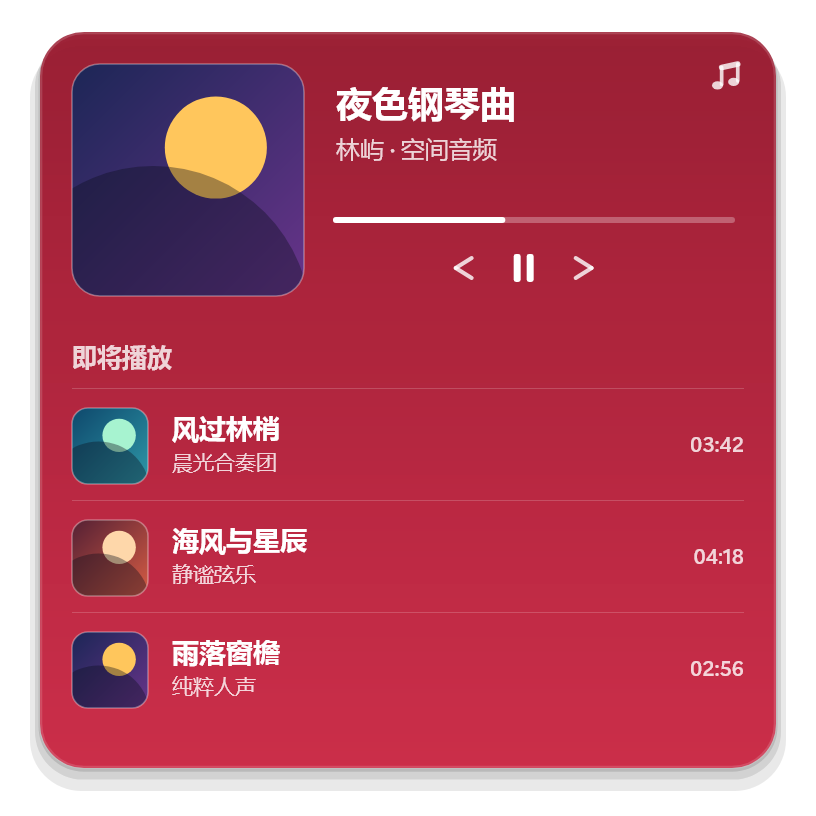 夜色钢琴曲
林屿 · 空间音频
即将播放
风过林梢
晨光合奏团
03:42
海风与星辰
静谧弦乐
04:18
雨落窗檐
纯粹人声
02:56